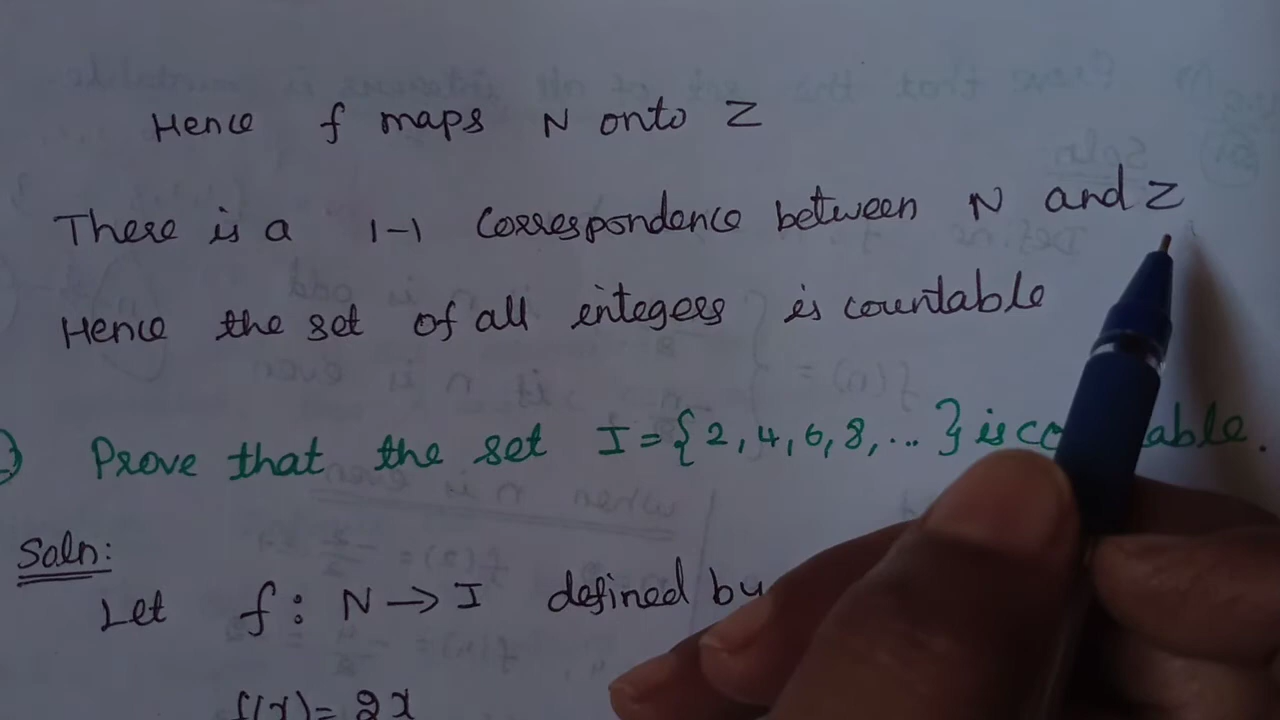 Hence f maps N onto Z
There is a 1-1 correspondence between N and Z
Hence the set of all integers is countable
Prove that the set I = {2, 4, 6, 8, ... } is
Soln:
Let f : N → I defined by
f(x) = 2x